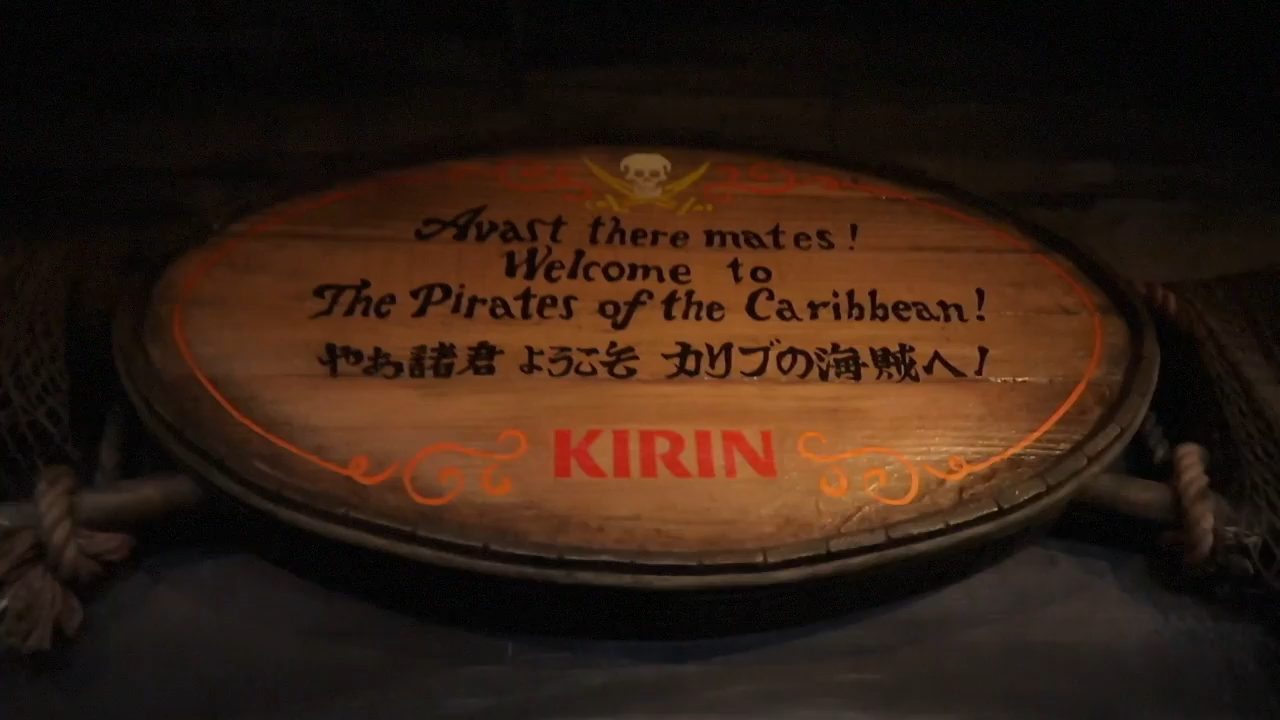 Avast there mates!
Welcome to
The Pirates of the Caribbean!
やあ諸君 ようこそ カリブの海賊へ!
KIRIN